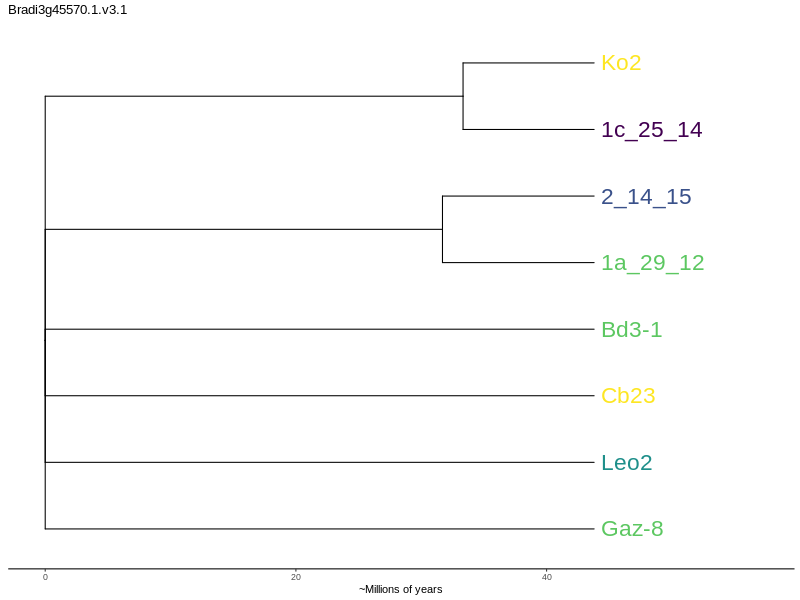 Bradi3g45570.1.v3.1
Ko2
1c_25_14
2_14_15
1a_29_12
Bd3-1
Cb23
Leo2
Gaz-8
0 20 40
~Millions of years